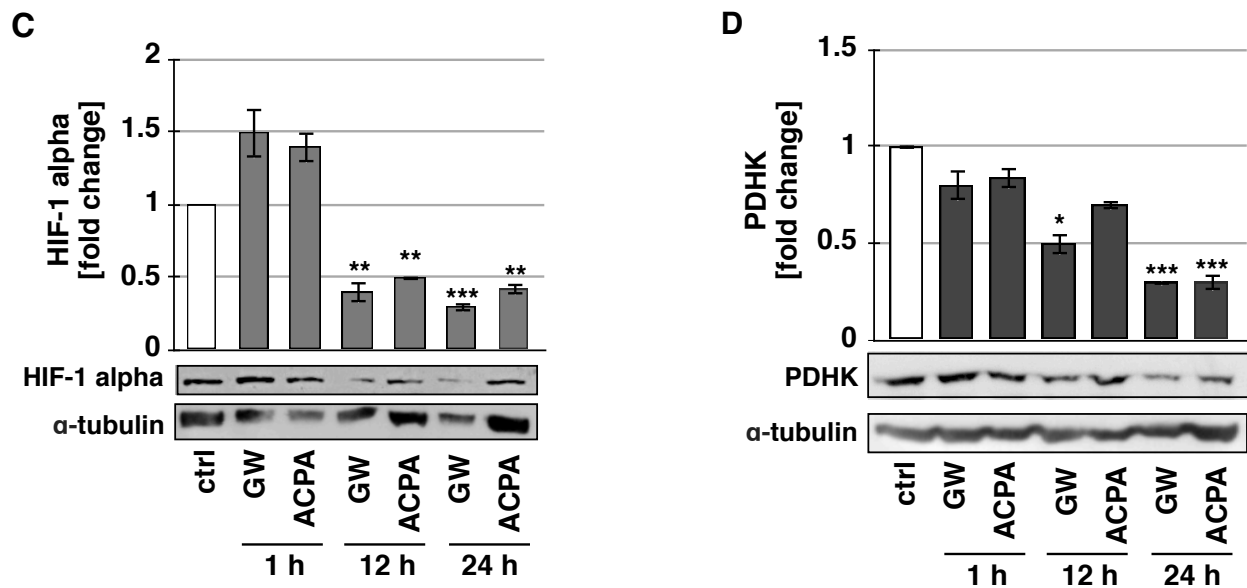 C
HIF-1 alpha
[fold change]
2
1.5
1
0.5
0
**
**
***
**
HIF-1 alpha
α-tubulin
ctrl
GW
ACPA
GW
ACPA
GW
ACPA
1 h
12 h
24 h
D
PDHK
[fold change]
1.5
1
0.5
0
*
***
***
PDHK
α-tubulin
ctrl
GW
ACPA
GW
ACPA
GW
ACPA
1 h
12 h
24 h